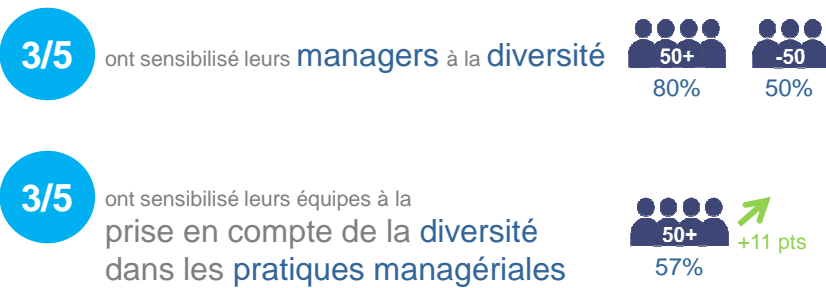 3/5 ont sensibilisé leurs managers à la diversité
50+ -50
80% 50%
3/5 ont sensibilisé leurs équipes à la
prise en compte de la diversité
dans les pratiques managériales
50+ +11 pts
57%